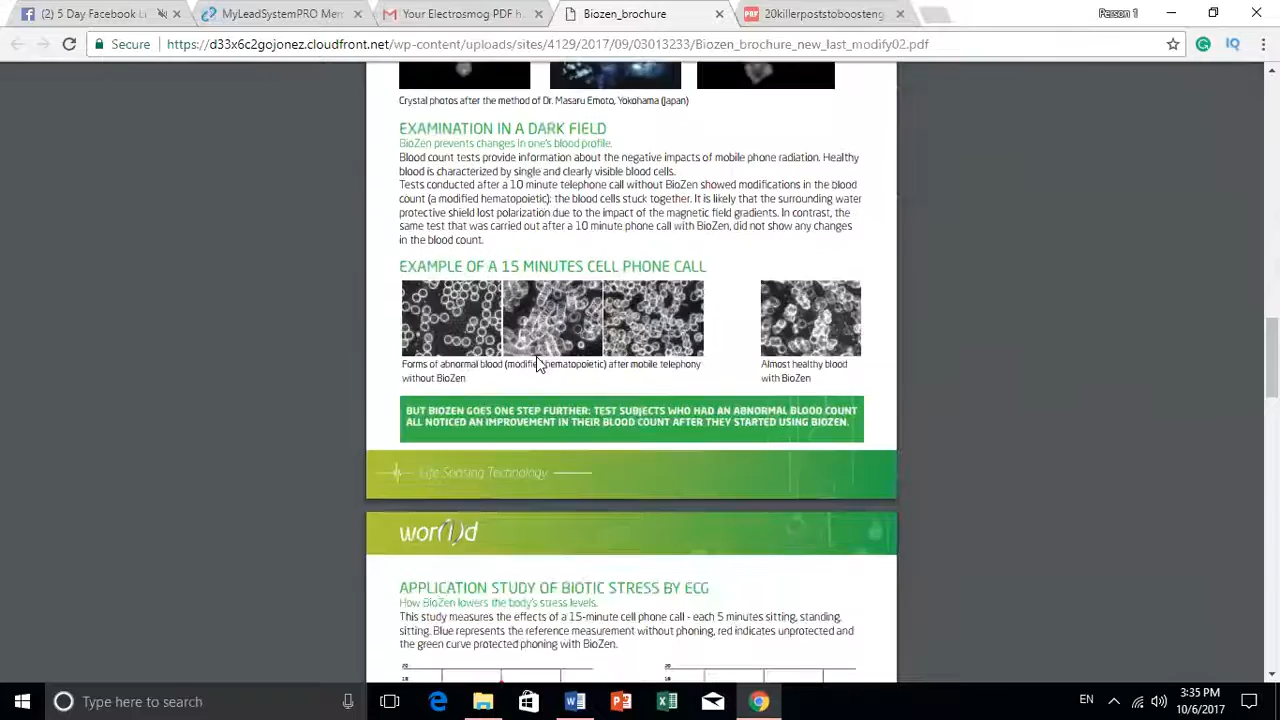 (2) 5 Day Facebook Li
MyLeadSystemPRO Mem
Your Electrosmog PDF h
Biozen_brochure
20killerpoststoboosteng
Person 1
Secure
https://d33x6c2gojonez.cloudfront.net/wp-content/uploads/sites/4129/2017/09/03013233/Biozen_brochure_new_last_modify02.pdf
Crystal photos after the method of Dr. Masaru Emoto, Yokohama (Japan)
EXAMINATION IN A DARK FIELD
BioZen prevents changes in one's blood profile.
Blood count tests provide information about the negative impacts of mobile phone radiation. Healthy
blood is characterized by single and clearly visible blood cells.
Tests conducted after a 10 minute telephone call without BioZen showed modifications in the blood
count (a modified hematopoietic): the blood cells stuck together. It is likely that the surrounding water
protective shield lost polarization due to the impact of the magnetic field gradients. In contrast, the
same test that was carried out after a 10 minute phone call with BioZen, did not show any changes
in the blood count.
EXAMPLE OF A 15 MINUTES CELL PHONE CALL
Forms of abnormal blood (modified hematopoietic) after mobile telephony
without BioZen
Almost healthy blood
with BioZen
BUT BIOZEN GOES ONE STEP FURTHER: TEST SUBJECTS WHO HAD AN ABNORMAL BLOOD COUNT
ALL NOTICED AN IMPROVEMENT IN THEIR BLOOD COUNT AFTER THEY STARTED USING BIOZEN.
Life Sensing Technology
wor(l)d
APPLICATION STUDY OF BIOTIC STRESS BY ECG
How BioZen lowers the body's stress levels.
This study measures the effects of a 15-minute cell phone call - each 5 minutes sitting, standing,
sitting. Blue represents the reference measurement without phoning, red indicates unprotected and
the green curve protected phoning with BioZen.
20
20
18
18
Type here to search
EN
3:35 PM
10/6/2017